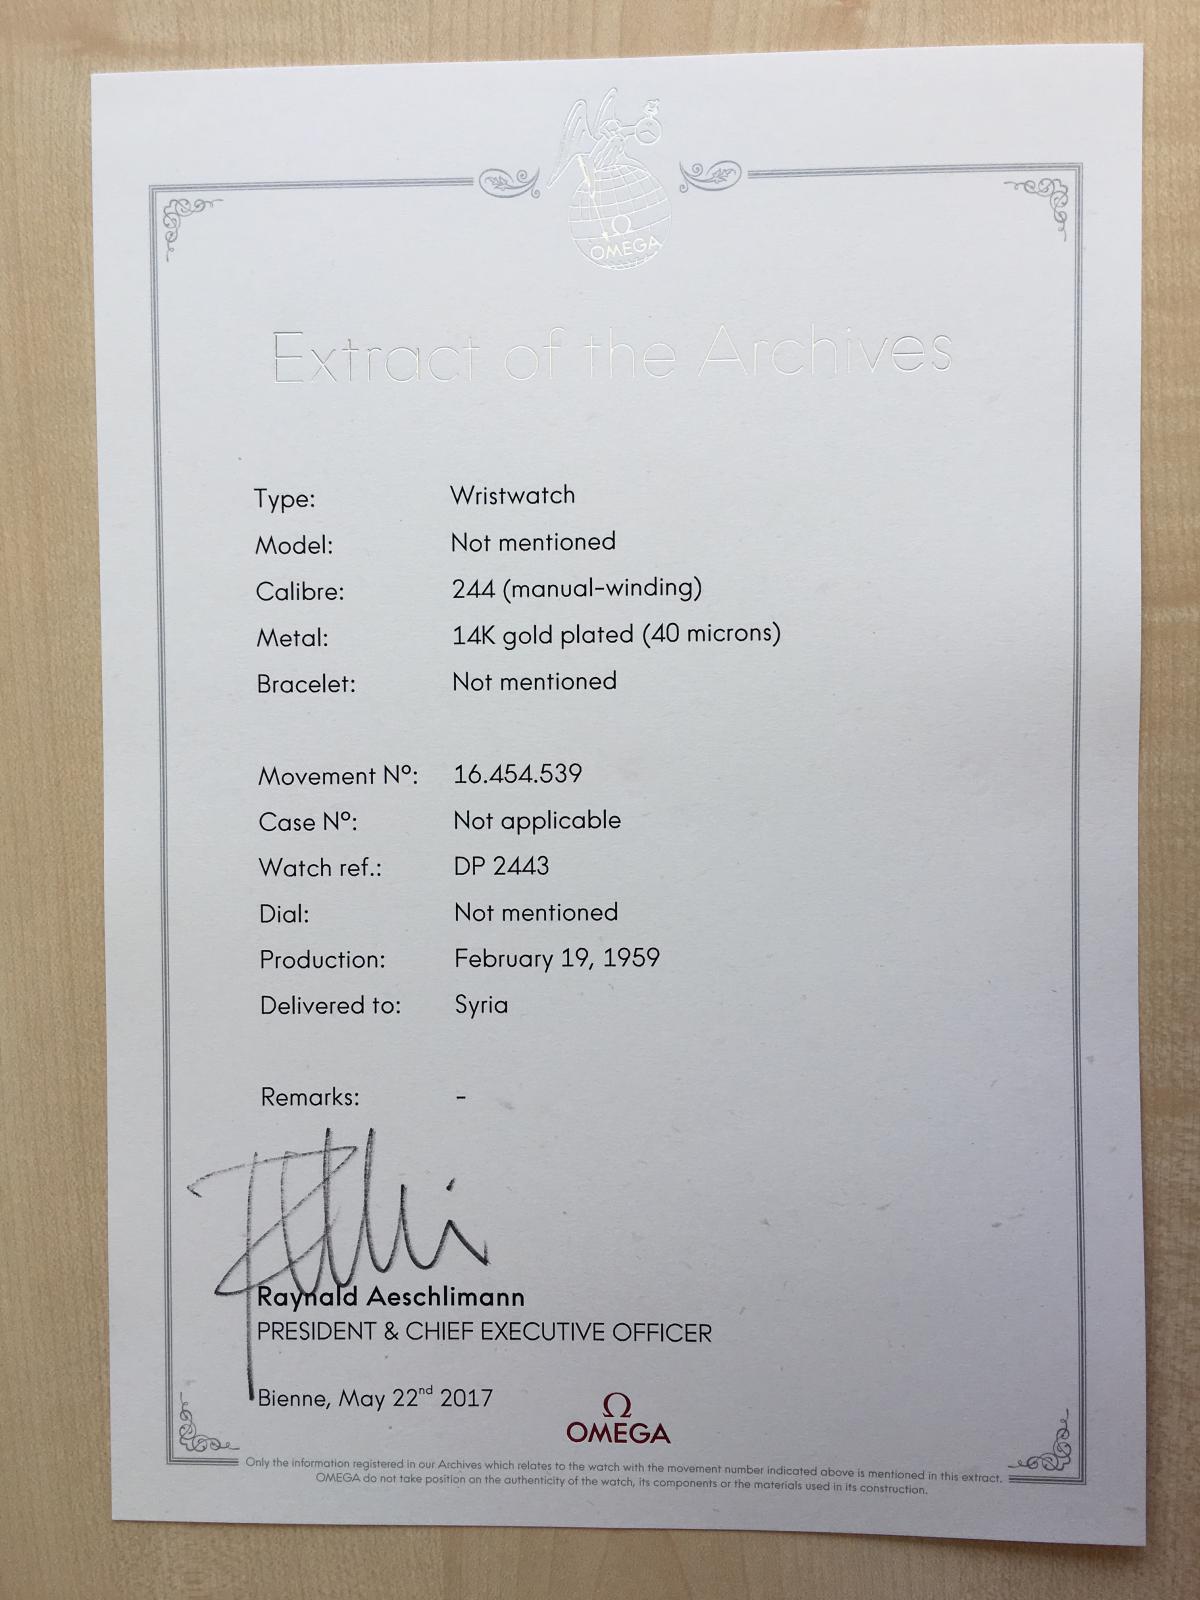 Ω
OMEGA
Extract of the Archives
Type: Wristwatch
Model: Not mentioned
Calibre: 244 (manual-winding)
Metal: 14K gold plated (40 microns)
Bracelet: Not mentioned
Movement Nº: 16.454.539
Case Nº: Not applicable
Watch ref.: DP 2443
Dial: Not mentioned
Production: February 19, 1959
Delivered to: Syria
Remarks: -
Raynald Aeschlimann
PRESIDENT & CHIEF EXECUTIVE OFFICER
Bienne, May 22nd 2017
Ω
OMEGA
Only the information registered in our Archives which relates to the watch with the movement number indicated above is mentioned in this extract.
OMEGA do not take position on the authenticity of the watch, its components or the materials used in its construction.